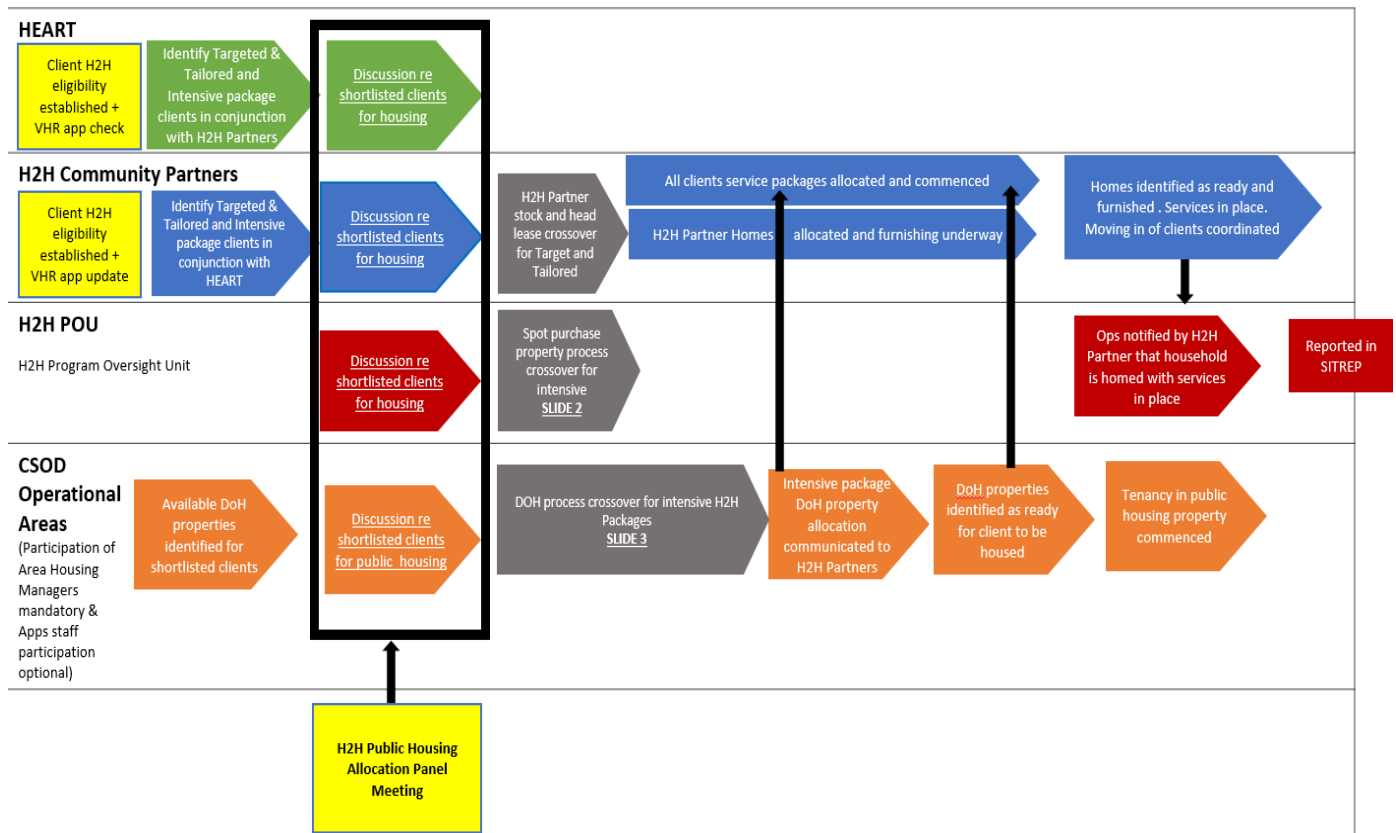 HEART
Client H2H
eligibility
established +
VHR app check
Identify Targeted &
Tailored and
Intensive package
clients in conjunction
with H2H Partners
Discussion re
shortlisted clients
for housing
H2H Community Partners
Client H2H
eligibility
established +
VHR app update
Identify Targeted &
Tailored and Intensive
package clients in
conjunction with
HEART
Discussion re
shortlisted clients
for housing
H2H Partner
stock and head
lease crossover
for Target and
Tailored
All clients service packages allocated and commenced
H2H Partner Homes allocated and furnishing underway
Homes identified as ready and
furnished . Services in place.
Moving in of clients coordinated
H2H POU
H2H Program Oversight Unit
Discussion re
shortlisted clients
for housing
Spot purchase
property process
crossover for
intensive
SLIDE 2
Ops notified by H2H
Partner that household
is homed with services
in place
Reported in
SITREP
CSOD
Operational
Areas
(Participation of
Area Housing
Managers
mandatory &
Apps staff
participation
optional)
Available DoH
properties
identified for
shortlisted clients
Discussion re
shortlisted clients
for public housing
DOH process crossover for intensive H2H
Packages
SLIDE 3
Intensive package
DoH property
allocation
communicated to
H2H Partners
DoH properties
identified as ready
for client to be
housed
Tenancy in public
housing property
commenced
H2H Public Housing
Allocation Panel
Meeting